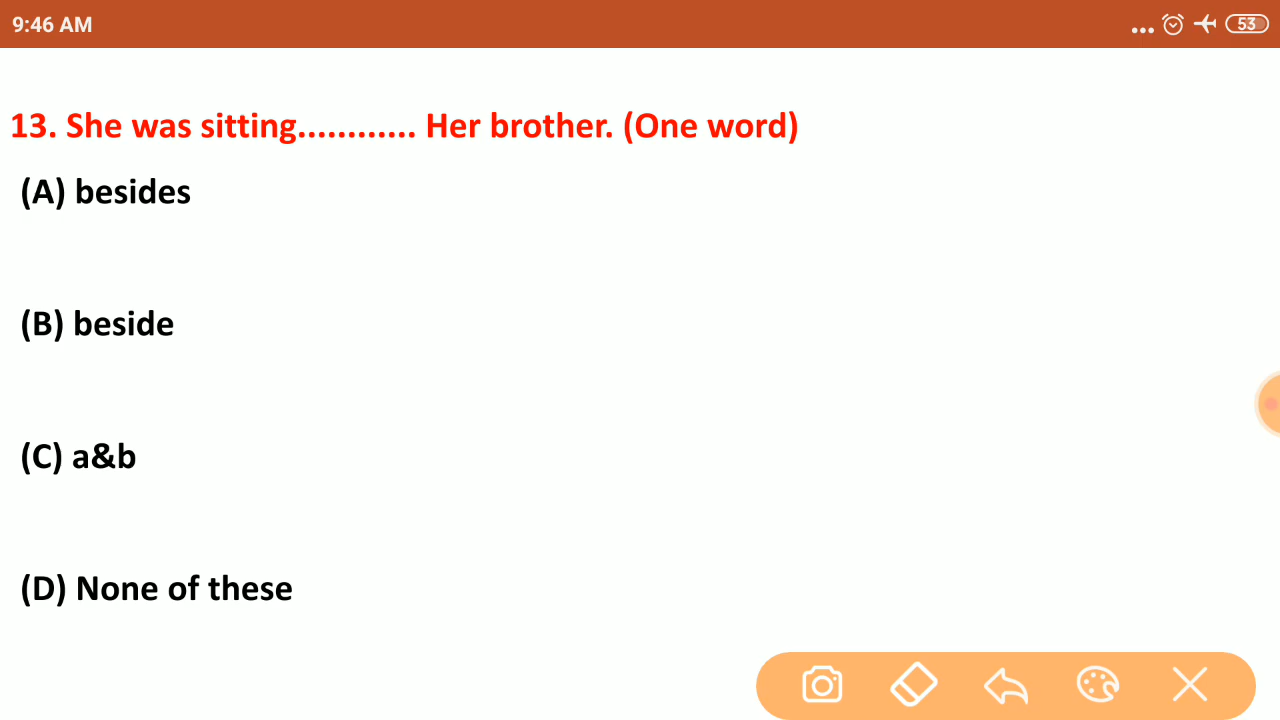 9:46 AM
53
13. She was sitting............ Her brother. (One word)
(A) besides
(B) beside
(C) a&b
(D) None of these